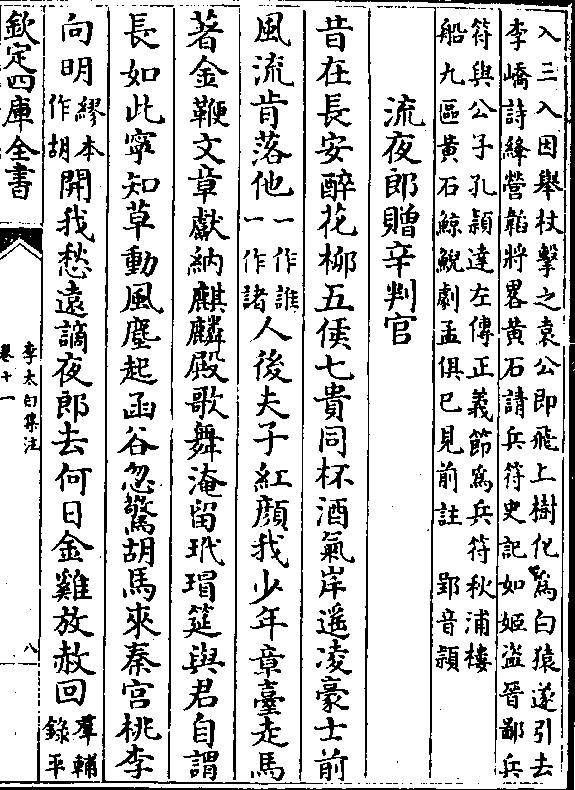 入三入因舉杖擊之袁公即飛上樹化爲白猿遂引去
李嶠詩絳營韜將畧黃石請兵符史記如姬盜晉鄙兵
符與公子孔穎達左傳正義節爲兵符秋浦樓
船九區黃石鯨鯢劇孟俱已見前註　郢音頴
流夜郎贈辛判官
昔在長安醉花柳五侯七貴同杯酒氣岸遥凌豪士前
風流肯落他一作誰一作諸人後夫子紅顔我少年章臺走馬
著金鞭文章獻納麒麟殿歌舞淹留玳瑁筵與君自謂
長如此寧知草動風塵起函谷忽驚胡馬來秦宮桃李
向明繆本作胡開我愁遠謫夜郎去何日金雞放赦回羣輔錄平
欽定四庫全書
李太白集注
卷十一
八